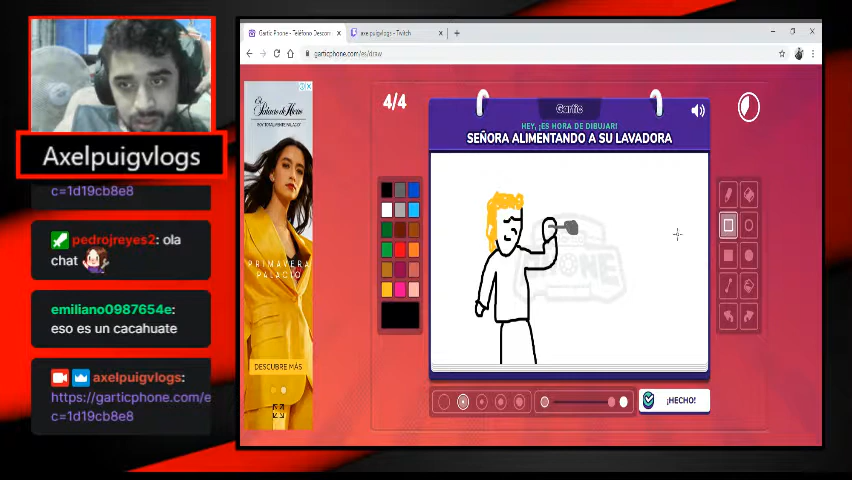 Axelpuigvlogs
c=1d19cb8e8
pedrojreyes2: ola
chat
emiliano0987654e:
eso es un cacahuate
axelpuigvlogs:
https://garticphone.com/e
c=1d19cb8e8
Gartic Phone - Teléfono Descom
axelpuigvlogs - Twitch
garticphone.com/es/draw
El Palacio de Hierro
PRIMAVERA
PALACIO
DESCUBRE MÁS
4/4
Gartic
HEY, ¡ES HORA DE DIBUJAR!
SEÑORA ALIMENTANDO A SU LAVADORA
PHONE
¡HECHO!